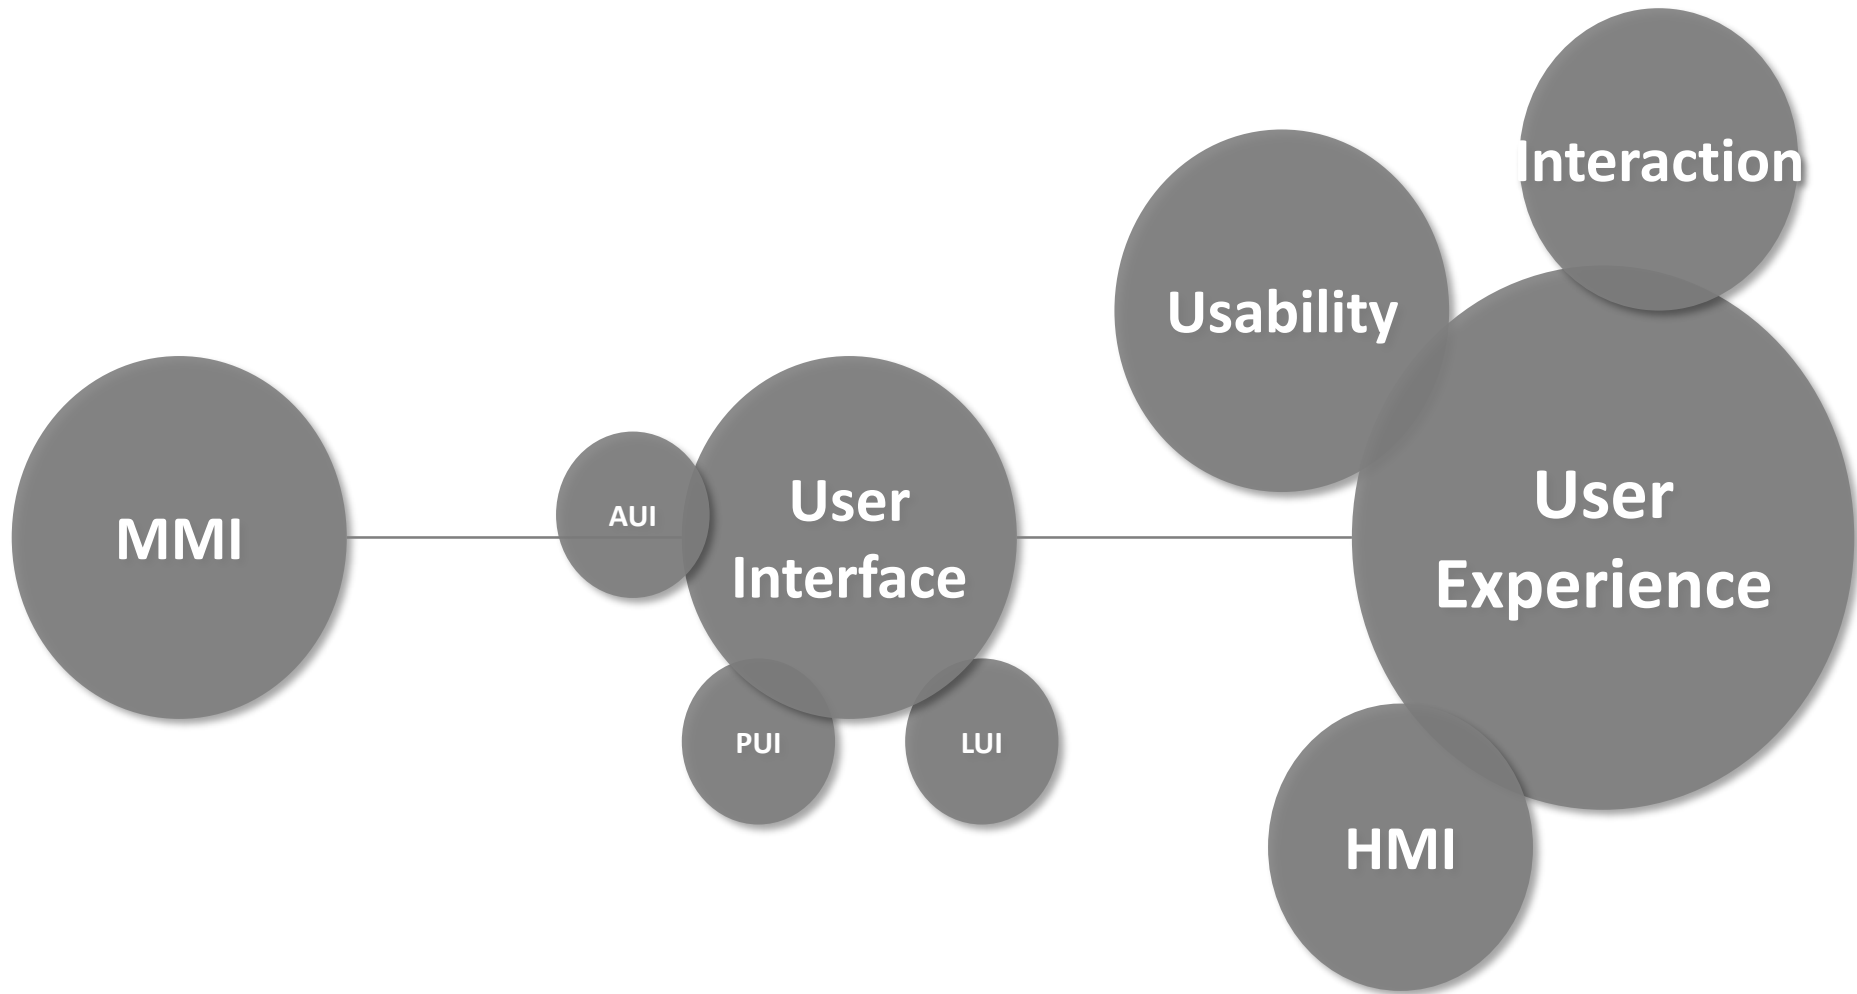 MMI
AUI
User
Interface
PUI
LUI
Usability
Interaction
User
Experience
HMI